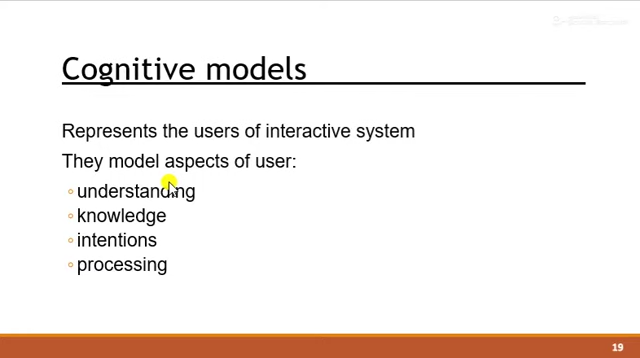 Cognitive models
Represents the users of interactive system
They model aspects of user:
understanding
knowledge
intentions
processing
19